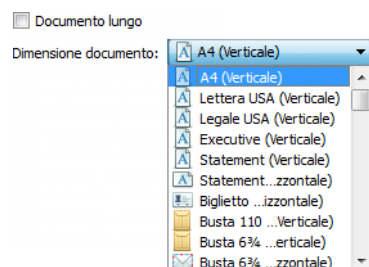 Documento lungo
Dimensione documento: A4 (Verticale)
A4 (Verticale)
Lettera USA (Verticale)
Legale USA (Verticale)
Executive (Verticale)
Statement (Verticale)
Statement...zzontale)
Biglietto ...izzontale)
Busta 110 ...Verticale)
Busta 6¾ ...erticale)
Busta 6¾ ...zzontale)